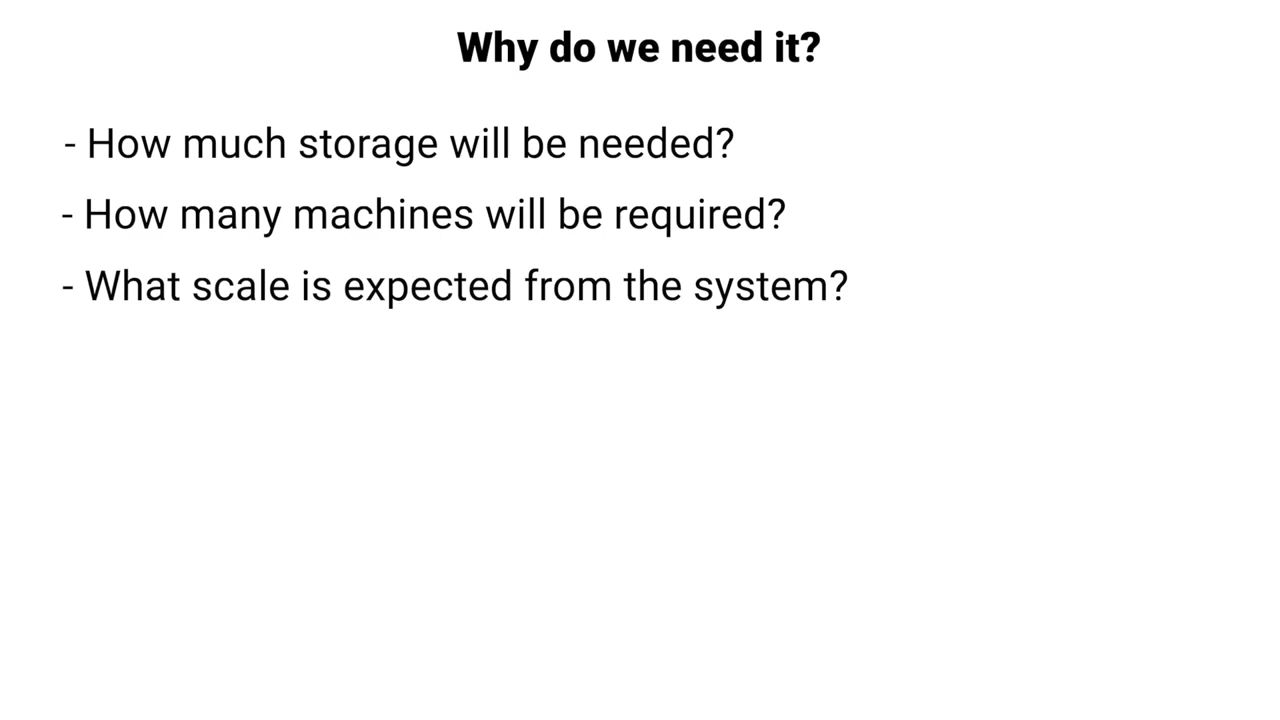 Why do we need it?
- How much storage will be needed?
- How many machines will be required?
- What scale is expected from the system?